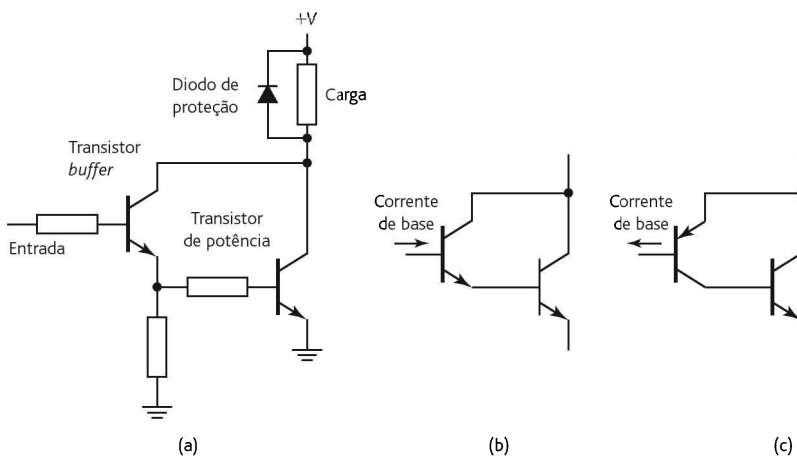 +V
Diodo de
proteção
Carga
Transistor
buffer
Transistor
de potência
Entrada
Corrente
de base
Corrente
de base
(a)
(b)
(c)